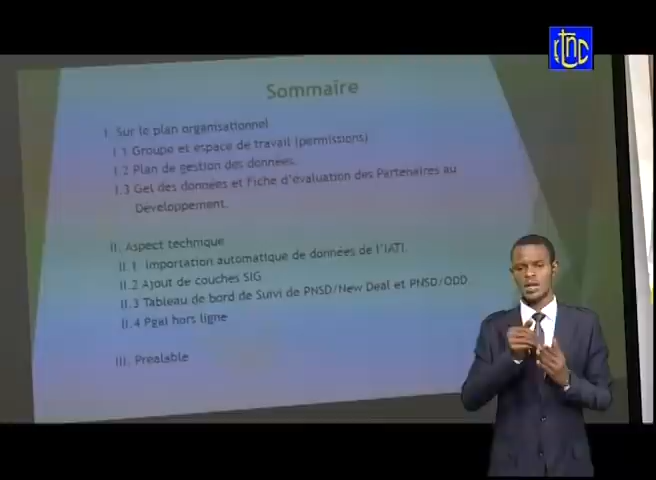 rtnc
Sommaire
I. Sur le plan organisationnel
I.1 Groupe et espace de travail (permissions)
I.2 Plan de gestion des données.
I.3 Gel des données et Fiche d'évaluation des Partenaires au
Développement.
II. Aspect technique
II.1 Importation automatique de données de l'IATI.
II.2 Ajout de couches SIG
II.3 Tableau de bord de Suivi de PNSD/New Deal et PNSD/ODD
II.4 Pgai hors ligne
III. Prealable